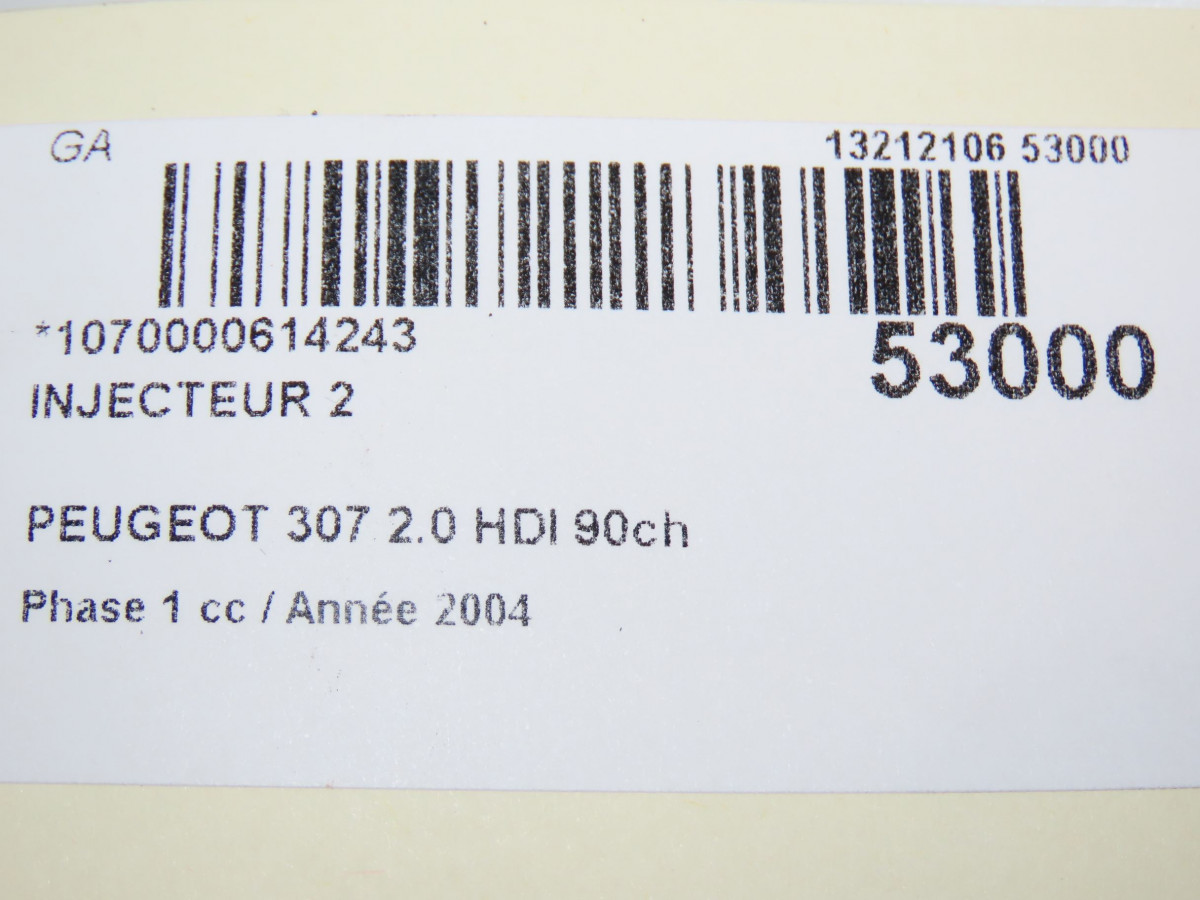 GA
13212106 53000
*1070000614243
53000
INJECTEUR 2
PEUGEOT 307 2.0 HDI 90ch
Phase 1 cc / Année 2004